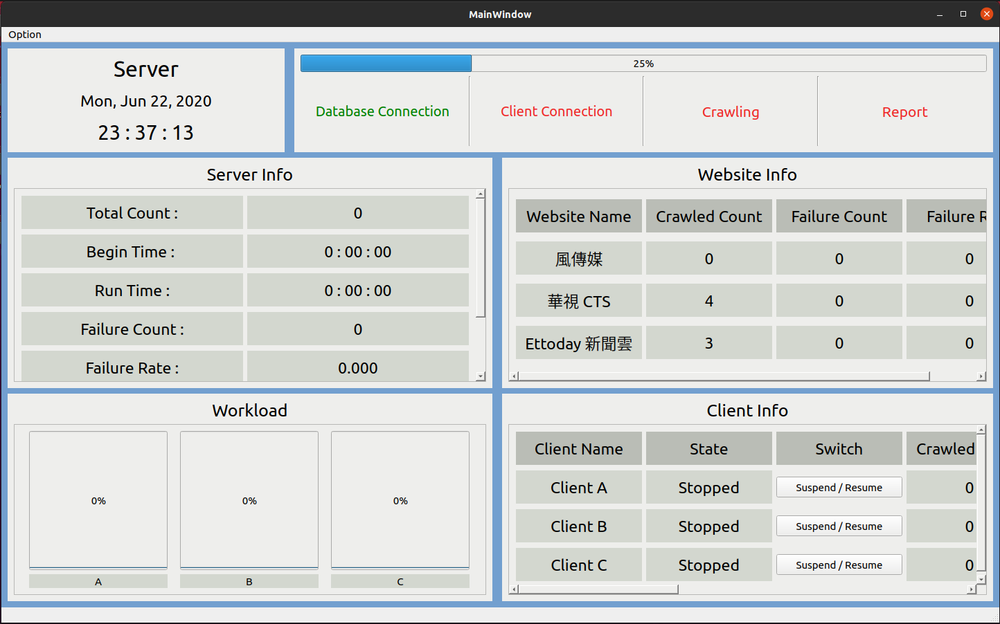 MainWindow
Option
Server
Mon, Jun 22, 2020
23 : 37 : 13
25%
Database Connection
Client Connection
Crawling
Report
Server Info
Total Count : 0
Begin Time : 0 : 00 : 00
Run Time : 0 : 00 : 00
Failure Count : 0
Failure Rate : 0.000
Website Info
Website Name Crawled Count Failure Count Failure R
風傳媒 0 0 0
華視 CTS 4 0 0
Ettoday 新聞雲 3 0 0
Workload
0% 0% 0%
A B C
Client Info
Client Name State Switch Crawled
Client A Stopped Suspend / Resume 0
Client B Stopped Suspend / Resume 0
Client C Stopped Suspend / Resume 0